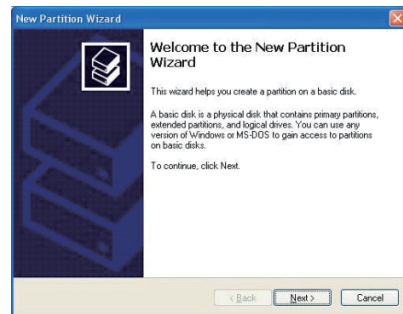 New Partition Wizard
Welcome to the New Partition
Wizard
This wizard helps you create a partition on a basic disk.
A basic disk is a physical disk that contains primary partitions,
extended partitions, and logical drives. You can use any
version of Windows or MS-DOS to gain access to partitions
on basic disks.
To continue, click Next.
< Back Next > Cancel